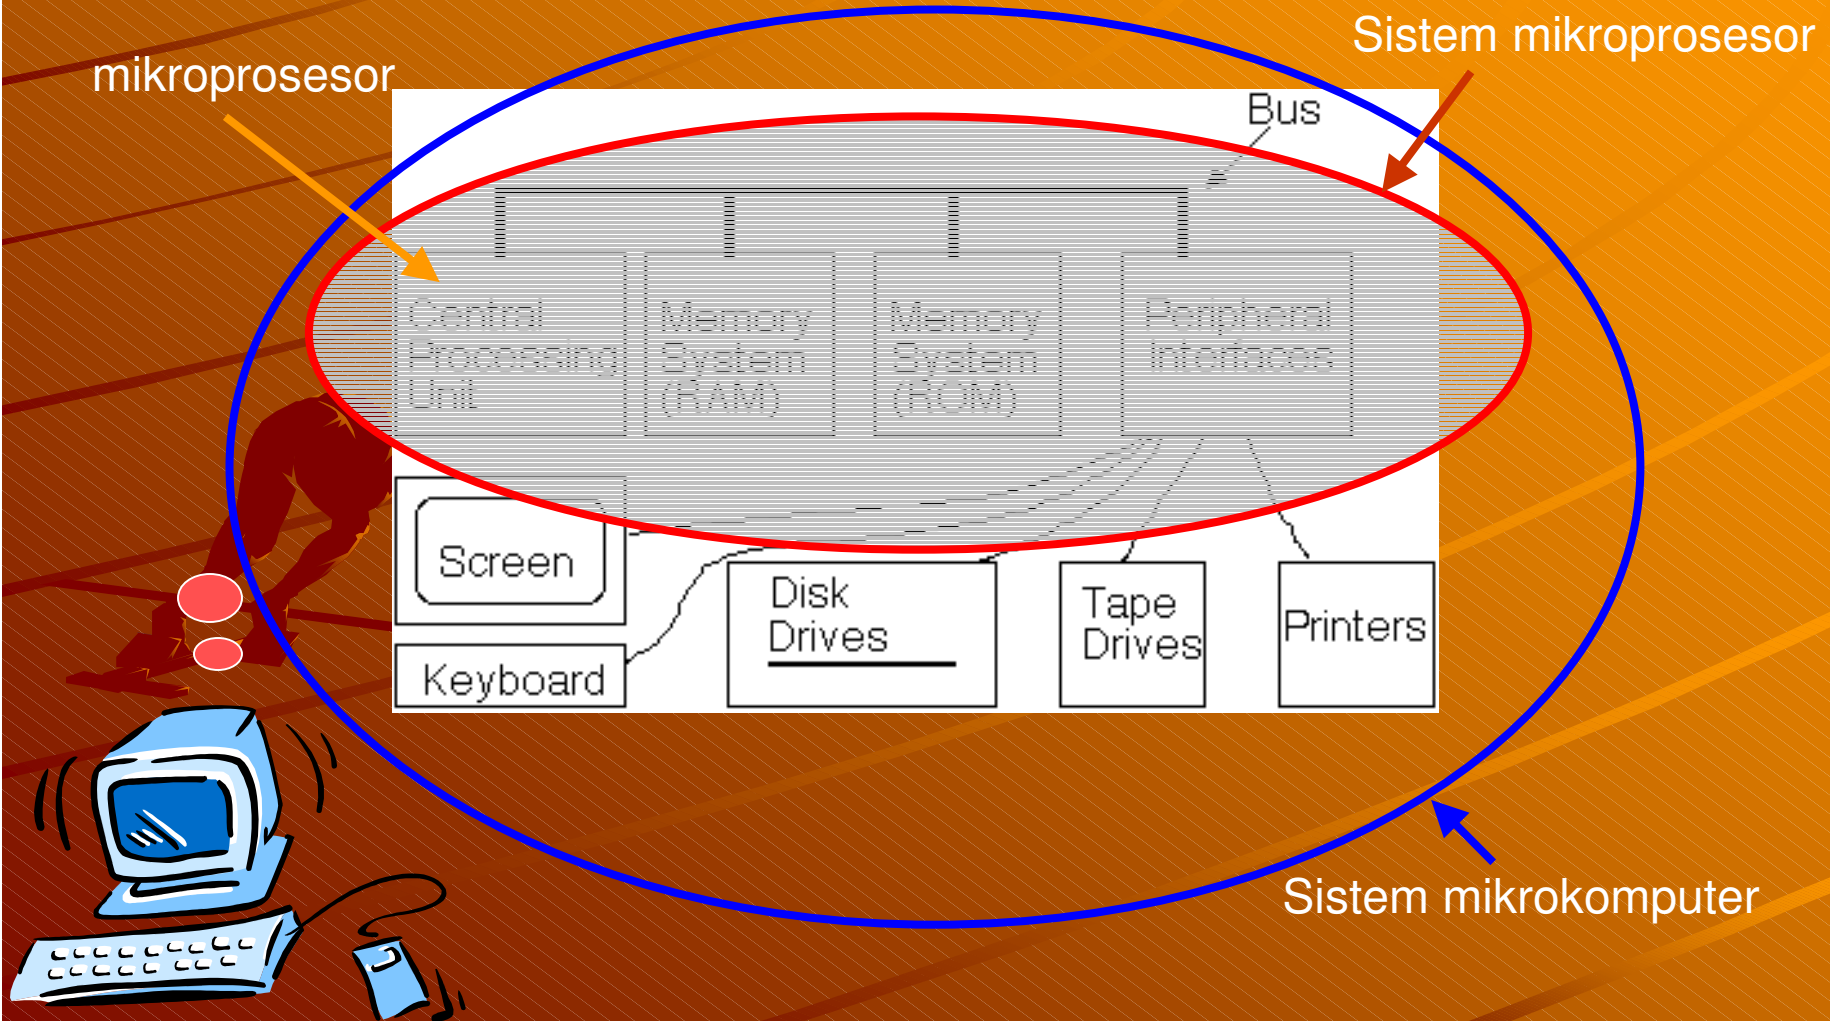 Sistem mikroprosesor
mikroprosesor
Bus
Central
Processing
Unit
Memory
System
(RAM)
Memory
System
(ROM)
Peripheral
Interfaces
Screen
Keyboard
Disk
Drives
Tape
Drives
Printers
Sistem mikrokomputer